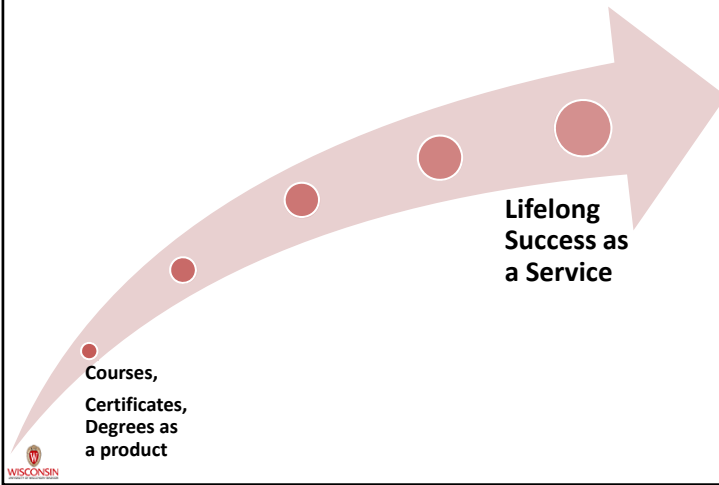 Lifelong
Success as
a Service
Courses,
Certificates,
Degrees as
a product
W
WISCONSIN